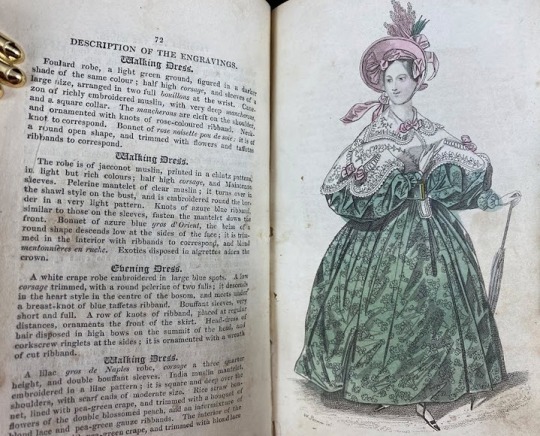 72
DESCRIPTION OF THE ENGRAVINGS.
Walking Dress.
Foulard robe, a light green ground, figured in a darker
shade of the same colour; half high corsage, and sleeves of a
large size, arranged in two full bouillons at the wrist. Cane-
zon of richly embroidered muslin, with very deep mancherons
and a square collar. The mancherons are cleft on the shoulder,
and ornamented with knots of rose-coloured ribband. Neck-
knot to correspond. Bonnet of rose noisette pou de soie; it is of
a round open shape, and trimmed with flowers and taffetas
ribbands to correspond.
Walking Dress.
The robe is of jacconot muslin, printed in a chintz pattern,
in light but rich colours; half high corsage, and Maintenon
sleeves. Pelerine mantelet of clear muslin; it turns over in
the shawl style on the bust, and is embroidered round the bor-
der in a very light pattern. Knots of azure blue ribband,
similar to those on the sleeves, fasten the mantelet down the
front. Bonnet of azure blue gros d'Orient, the brim of a
round shape descends low at the sides of the face; it is trim-
med in the interior with ribbands to correspond, and blond
mentonnières en ruche. Exotics disposed in aigrettes adorn the
crown.
Evening Dress.
A white crape robe embroidered in large blue spots. A low
corsage trimmed, with a round pelerine of two falls; it descends
in the heart style in the centre of the bosom, and meets under
a breast-knot of blue taffetas ribband. Bouffant sleeves, very
short and full. A row of knots of ribband, placed at regular
distances, ornaments the front of the skirt. Head-dress of
hair disposed in high bows on the summit of the head, and
corkscrew ringlets at the sides; it is ornamented with a wreath
of cut ribband.
Walking Dress.
A lilac gros de Naples robe, corsage a three quarter
height, and double bouffant sleeves. India muslin mantelet,
embroidered in a lilac pattern; it is square and deep over the
shoulders, with scarf ends of moderate size. Rice straw bon-
net, lined with pea-green crape, and trimmed with a bouquet of
flowers of the double blossomed peach, and an intermixture of
blond lace and pea-green gauze ribbands. The interior of the
with pea-green crape, and trimmed with blond lace